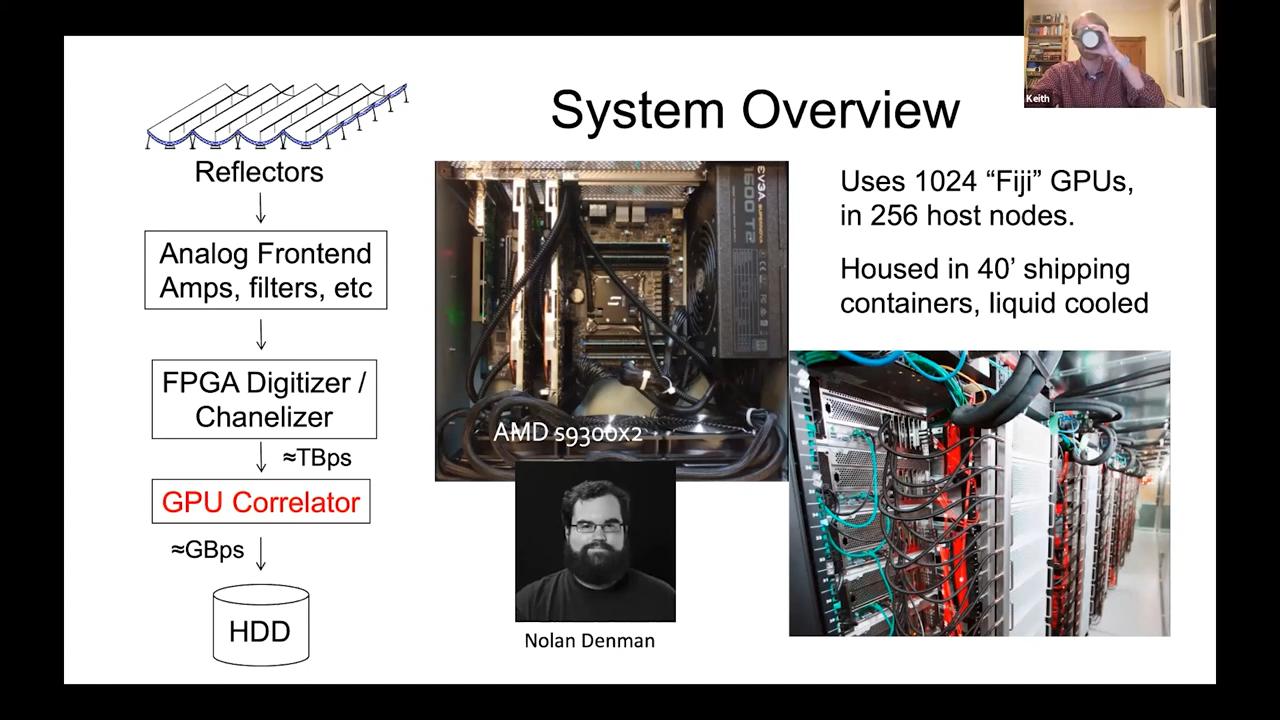 System Overview
Keith
Reflectors
Analog Frontend
Amps, filters, etc
FPGA Digitizer /
Chanelizer
≈TBps
GPU Correlator
≈GBps
HDD
EVGA
1600 T2
SUPERNOVA
AMD s9300x2
Nolan Denman
Uses 1024 “Fiji” GPUs,
in 256 host nodes.
Housed in 40’ shipping
containers, liquid cooled